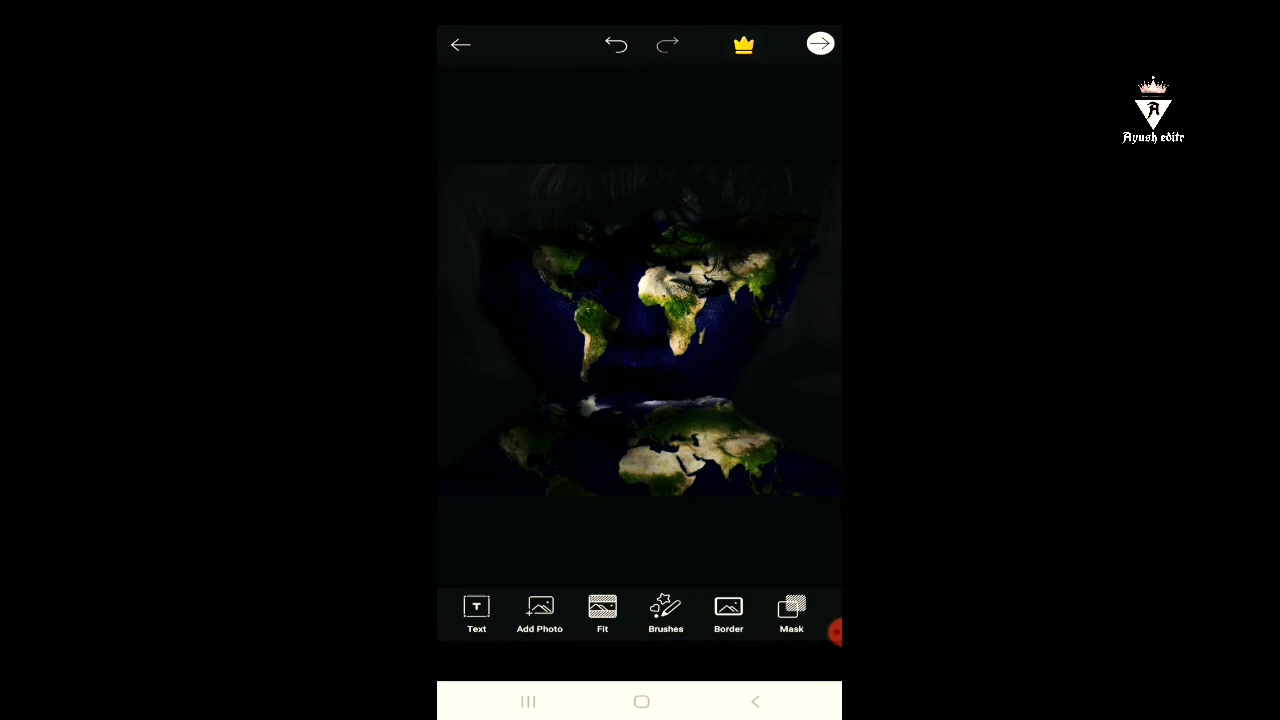 A
Ayush editr
T
Text
Add Photo
Fit
Brushes
Border
Mask